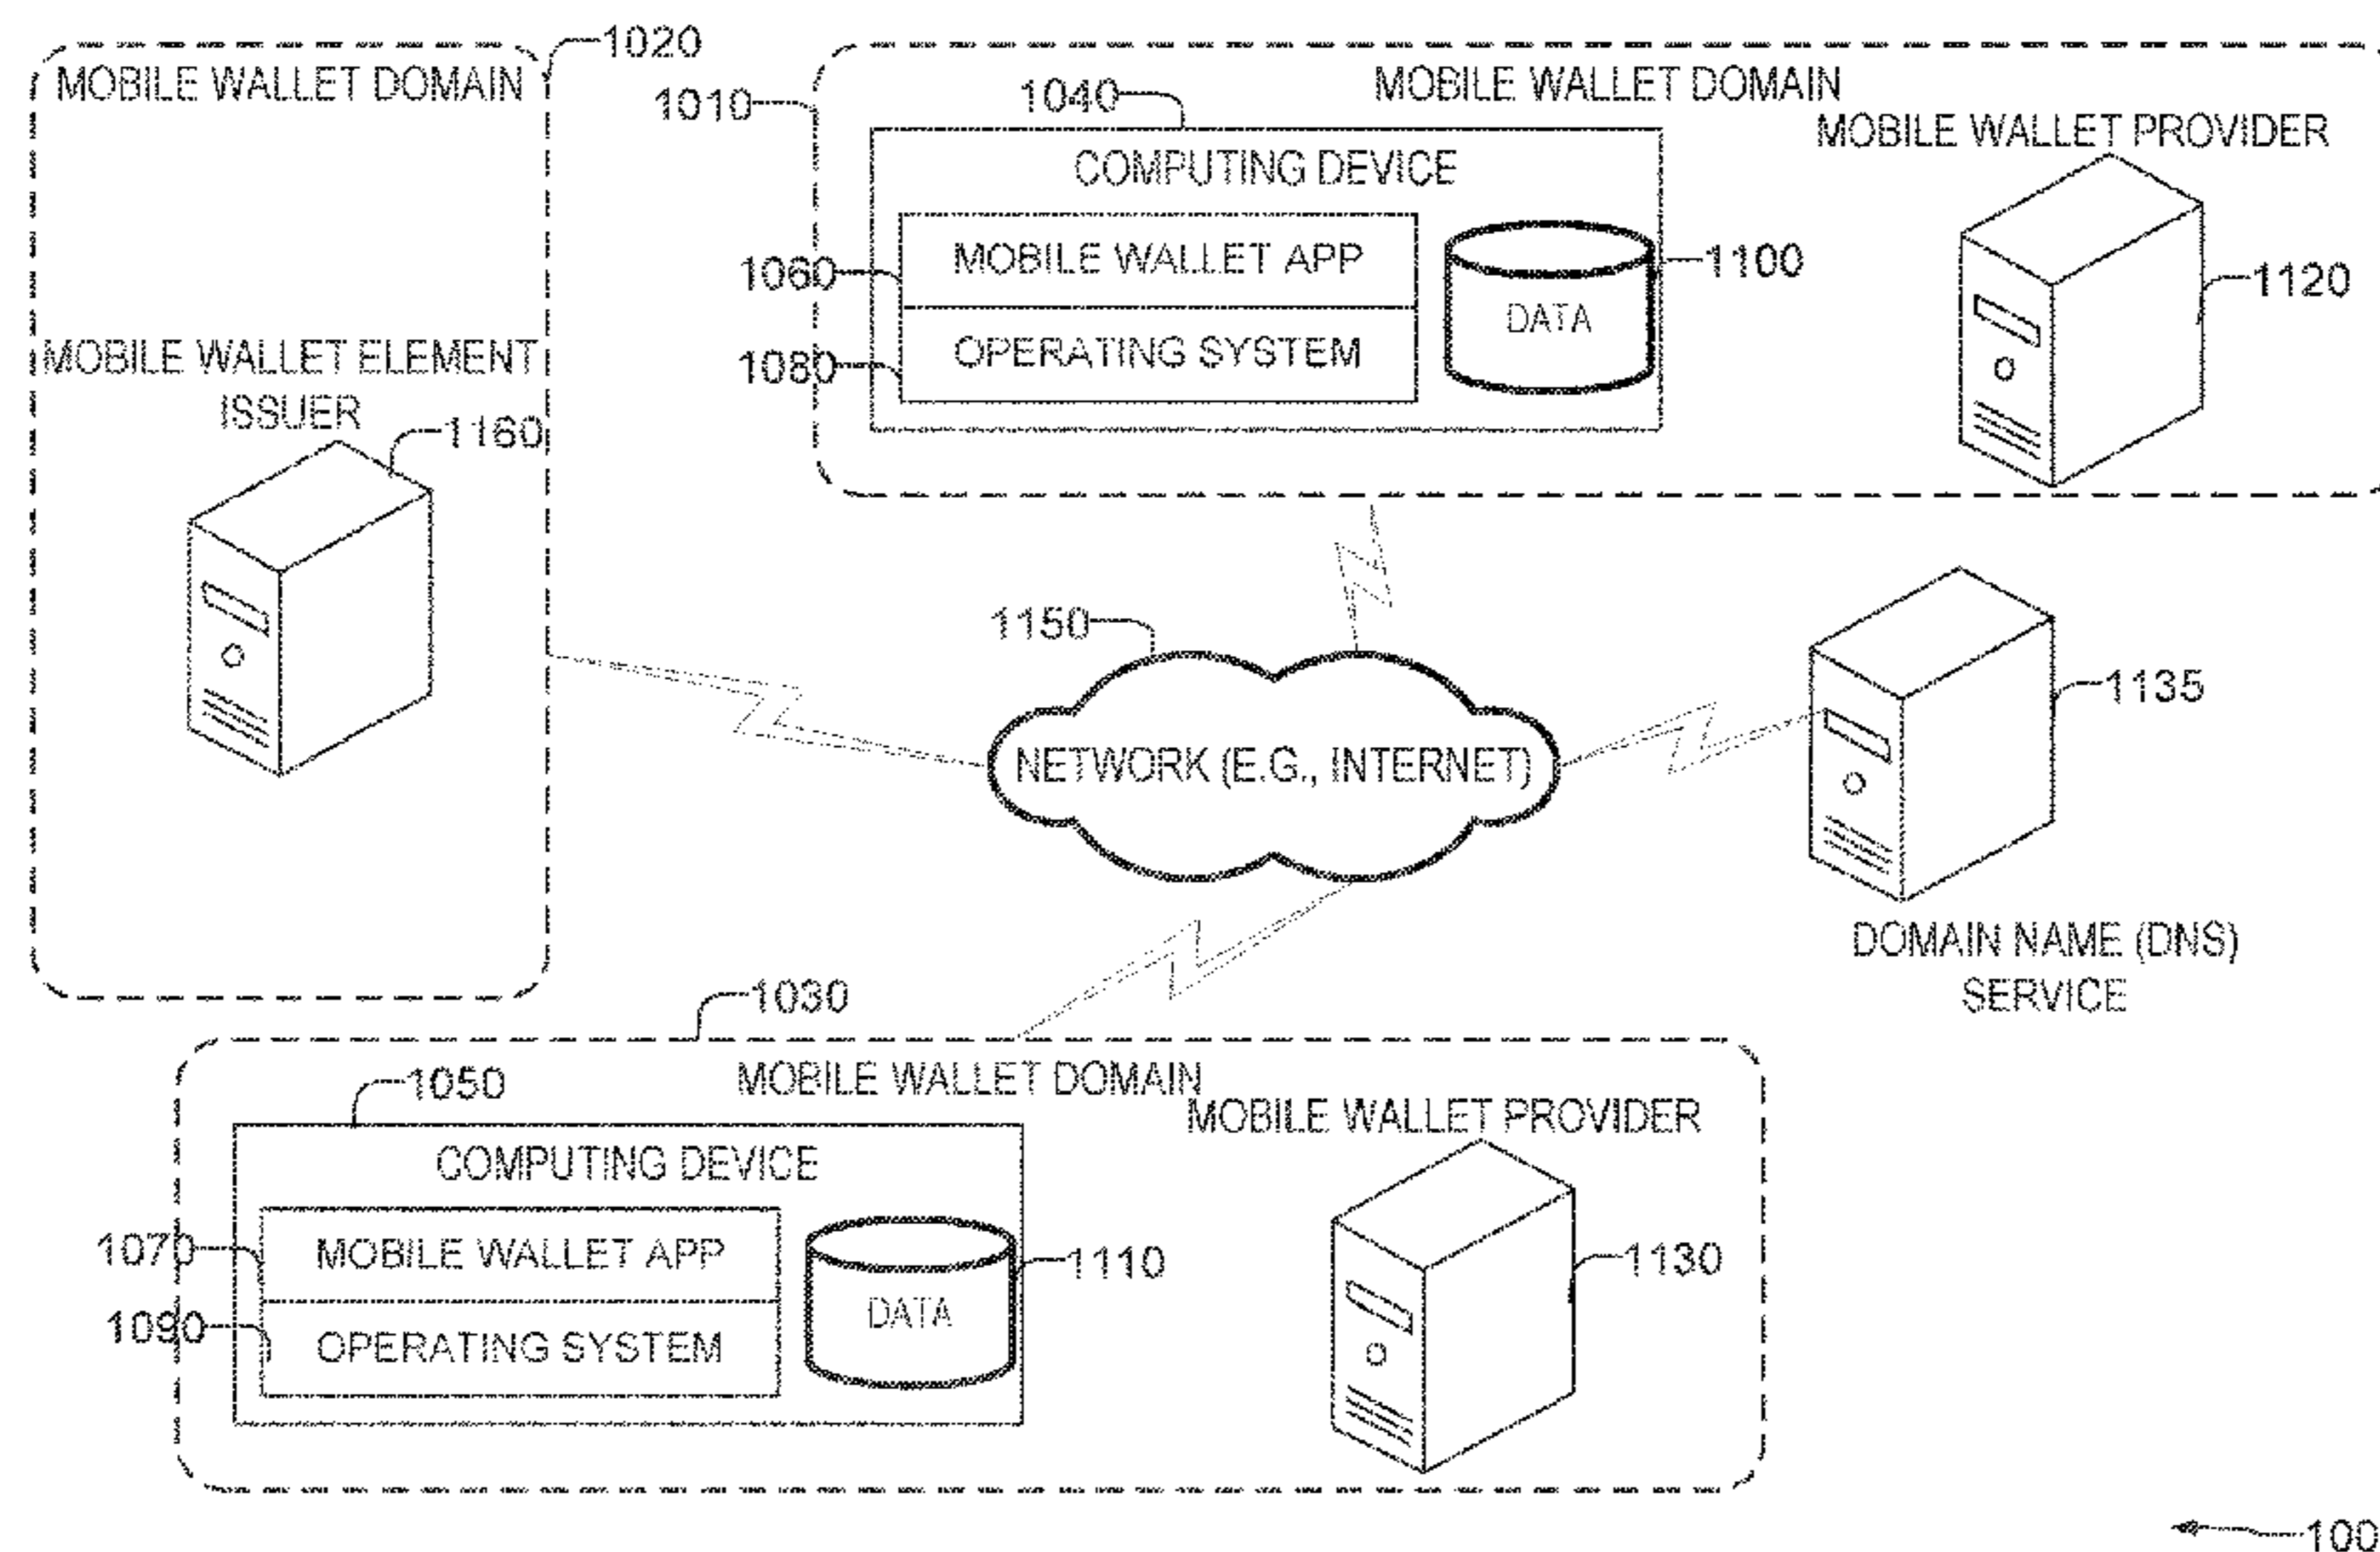 1020
MOBILE WALLET DOMAIN
MOBILE WALLET ELEMENT
ISSUER
1160
1010
MOBILE WALLET DOMAIN
1040
COMPUTING DEVICE
MOBILE WALLET PROVIDER
1060
MOBILE WALLET APP
1080
OPERATING SYSTEM
DATA
1100
1120
1150
NETWORK (E.G., INTERNET)
1135
DOMAIN NAME (DNS)
SERVICE
1030
MOBILE WALLET DOMAIN
1050
COMPUTING DEVICE
MOBILE WALLET PROVIDER
1070
MOBILE WALLET APP
1090
OPERATING SYSTEM
DATA
1110
1130
100